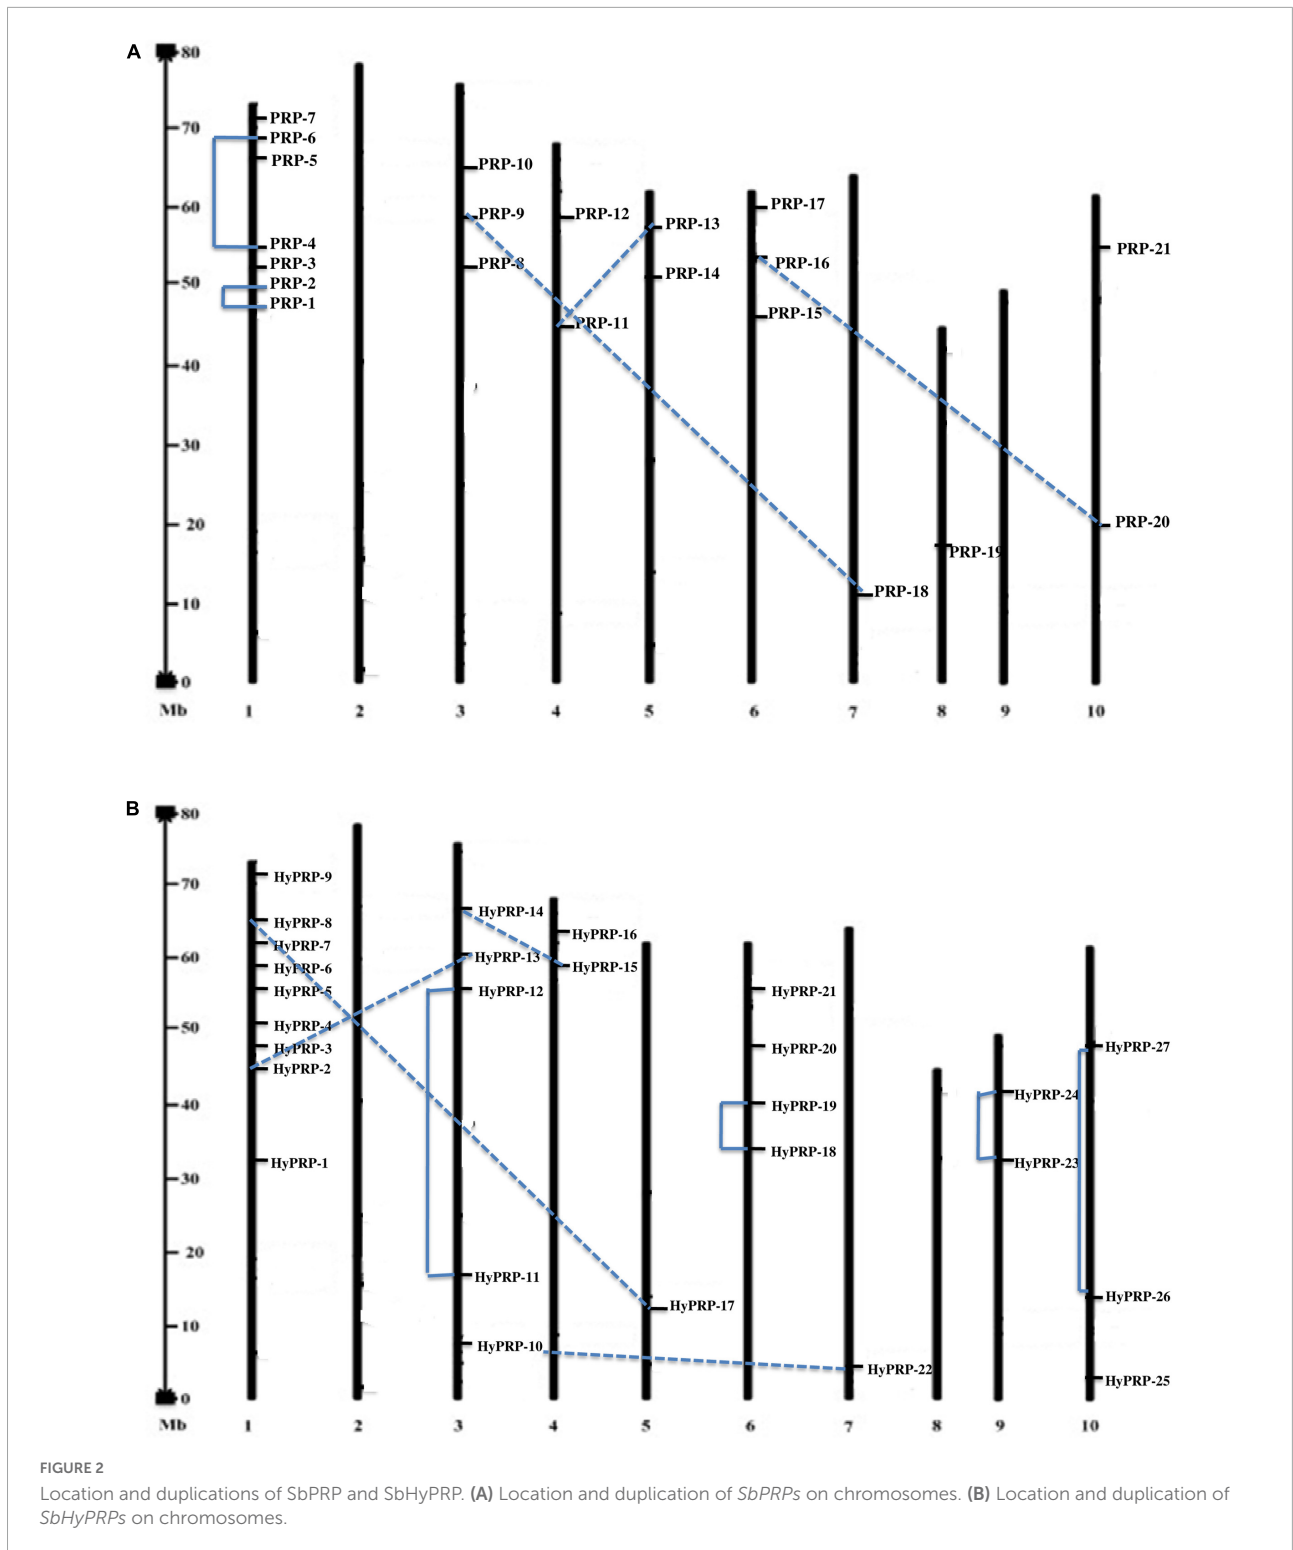 A
80
PRP-7
70
PRP-6
PRP-5
PRP-10
60
PRP-9
PRP-12
PRP-17
PRP-13
PRP-4
PRP-3
PRP-8
PRP-16
PRP-21
50
PRP-2
PRP-14
PRP-1
PRP-11
PRP-15
40
30
20
PRP-20
PRP-19
10
PRP-18
0
Mb 1 2 3 4 5 6 7 8 9 10
B
80
HyPRP-9
70
HyPRP-8
HyPRP-14
HyPRP-7
HyPRP-16
60
HyPRP-13
HyPRP-6
HyPRP-15
HyPRP-5
HyPRP-12
HyPRP-21
50
HyPRP-4
HyPRP-3
HyPRP-20
HyPRP-27
HyPRP-2
40
HyPRP-24
HyPRP-19
HyPRP-18
30
HyPRP-1
HyPRP-23
20
HyPRP-11
HyPRP-17
HyPRP-26
10
HyPRP-10
HyPRP-22
HyPRP-25
0
Mb 1 2 3 4 5 6 7 8 9 10
FIGURE 2
Location and duplications of SbPRP and SbHyPRP. (A) Location and duplication of SbPRPs on chromosomes. (B) Location and duplication of
SbHyPRPs on chromosomes.